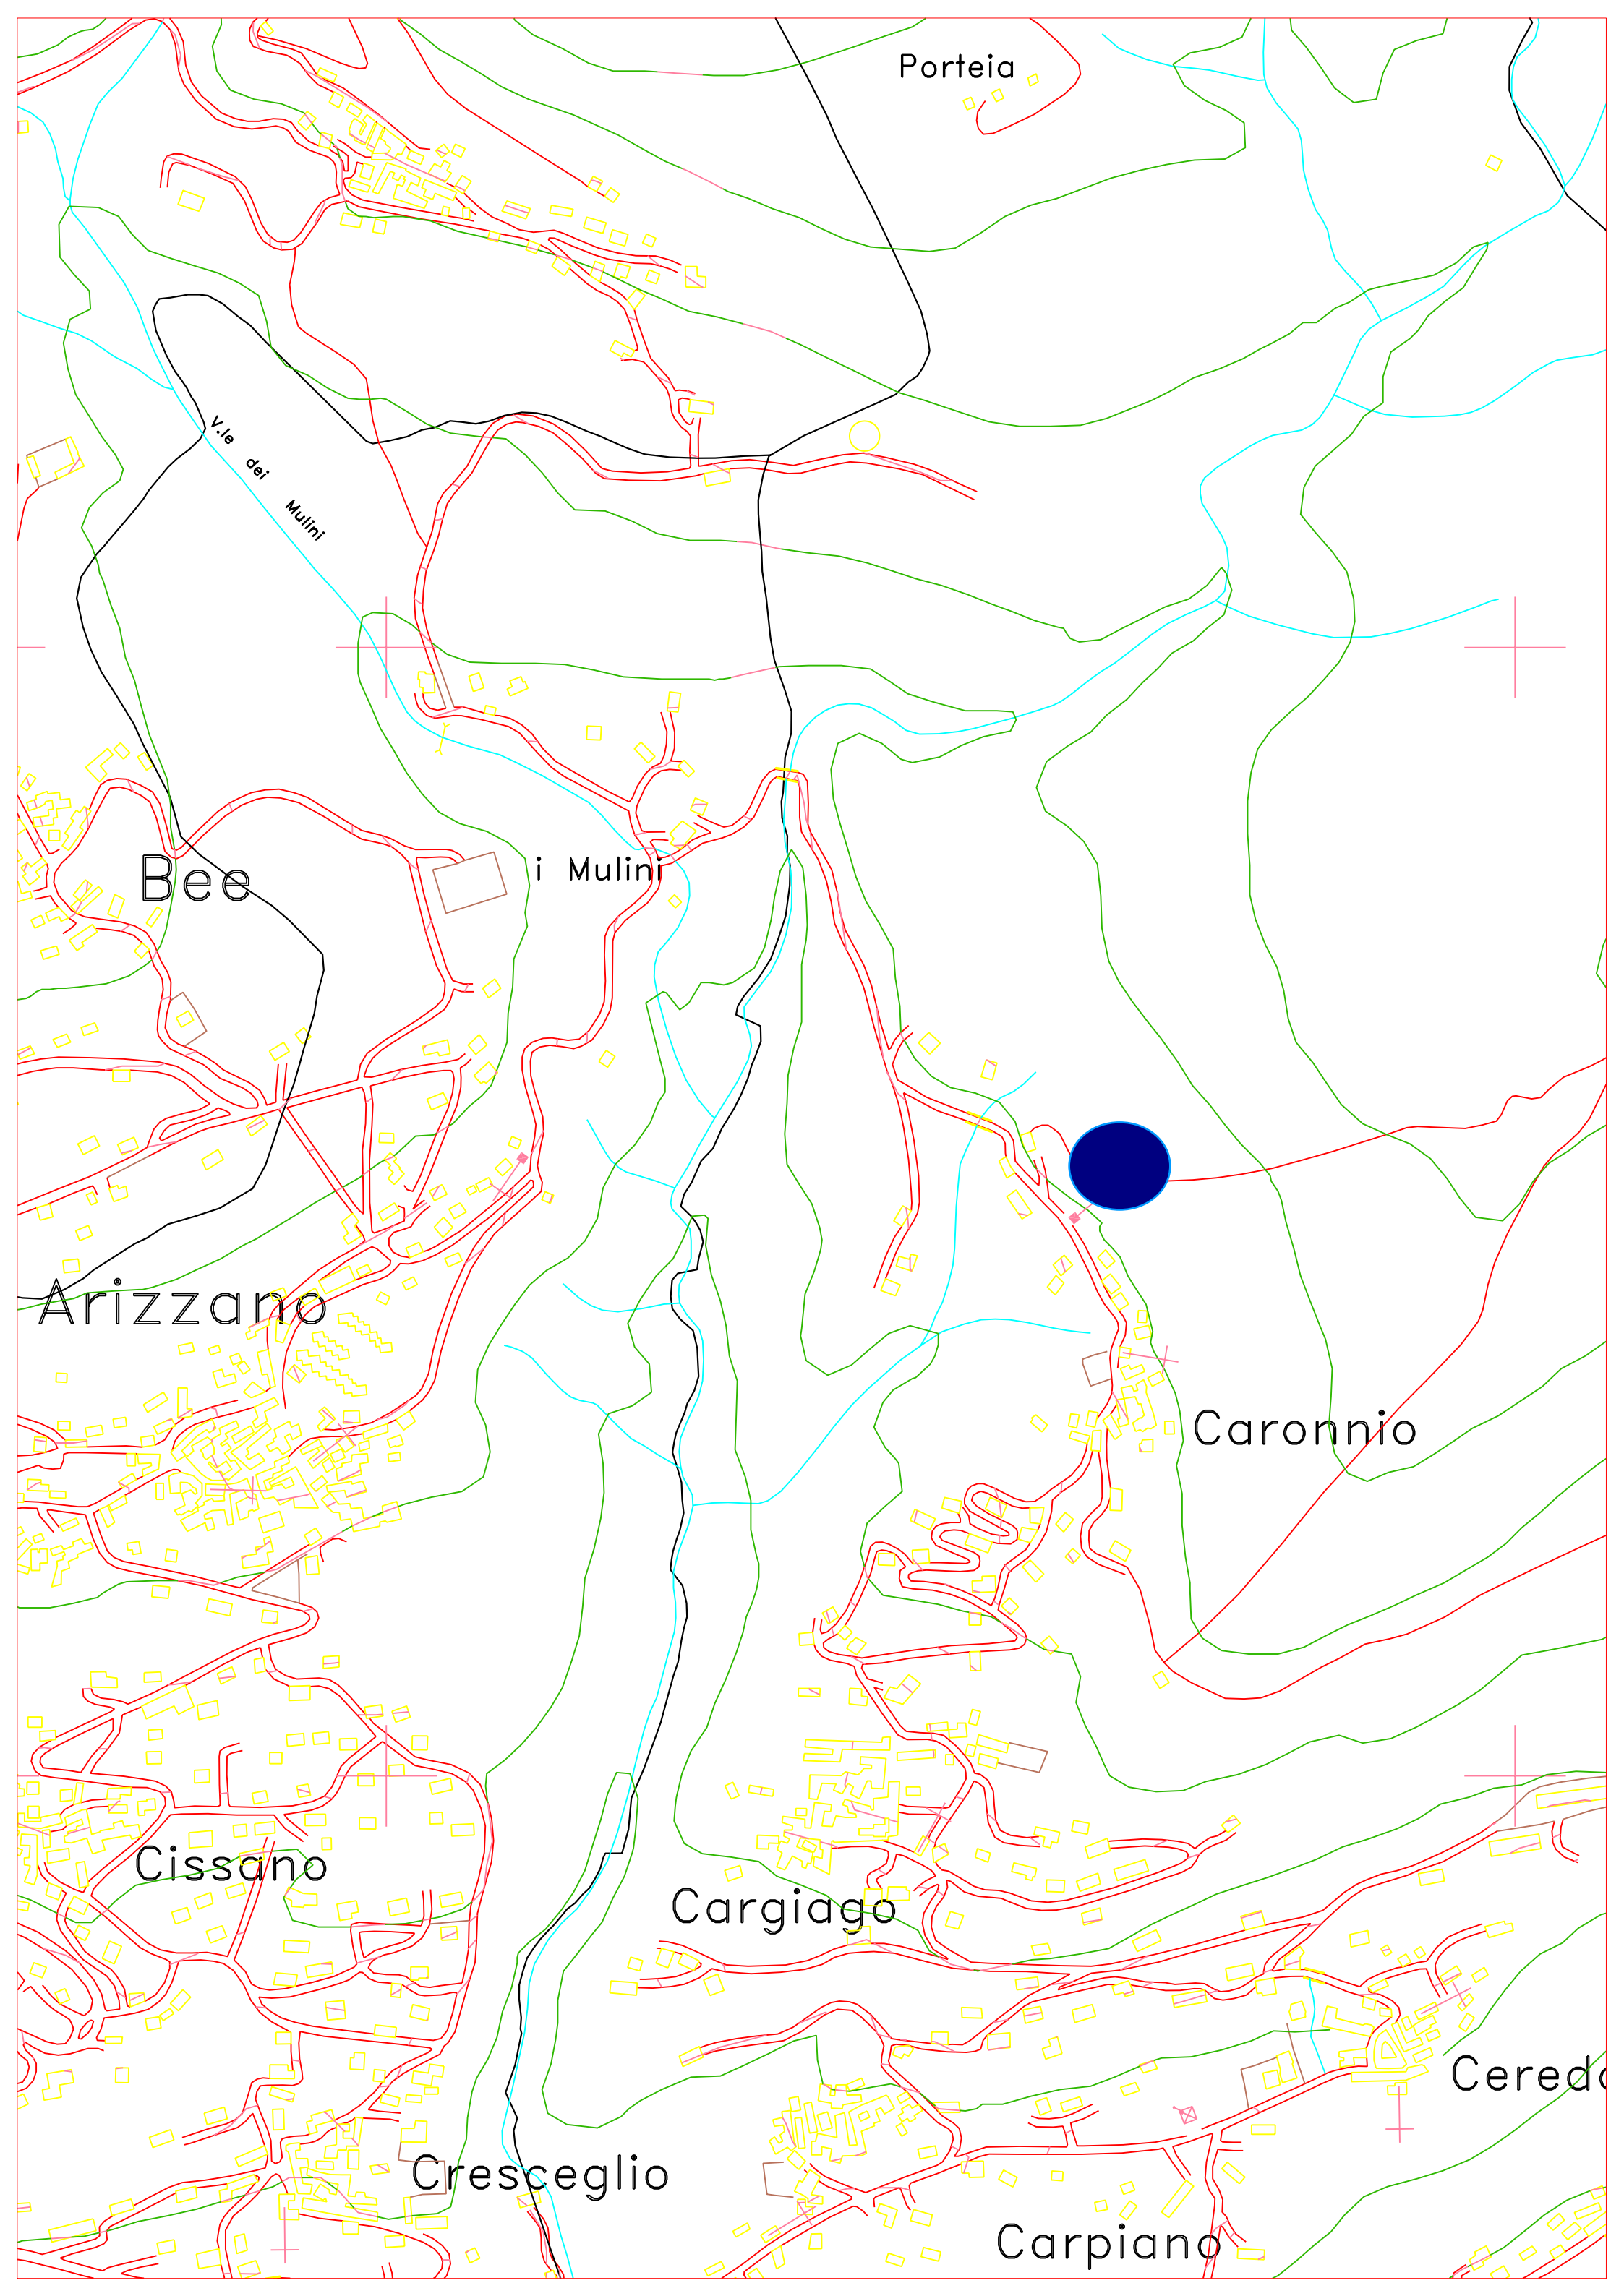 Porteia
V.le dei Mulini
Bee
i Mulini
Arizzano
Caronnio
Cissano
Cargiago
Ceredo
Cresceglio
Carpiano